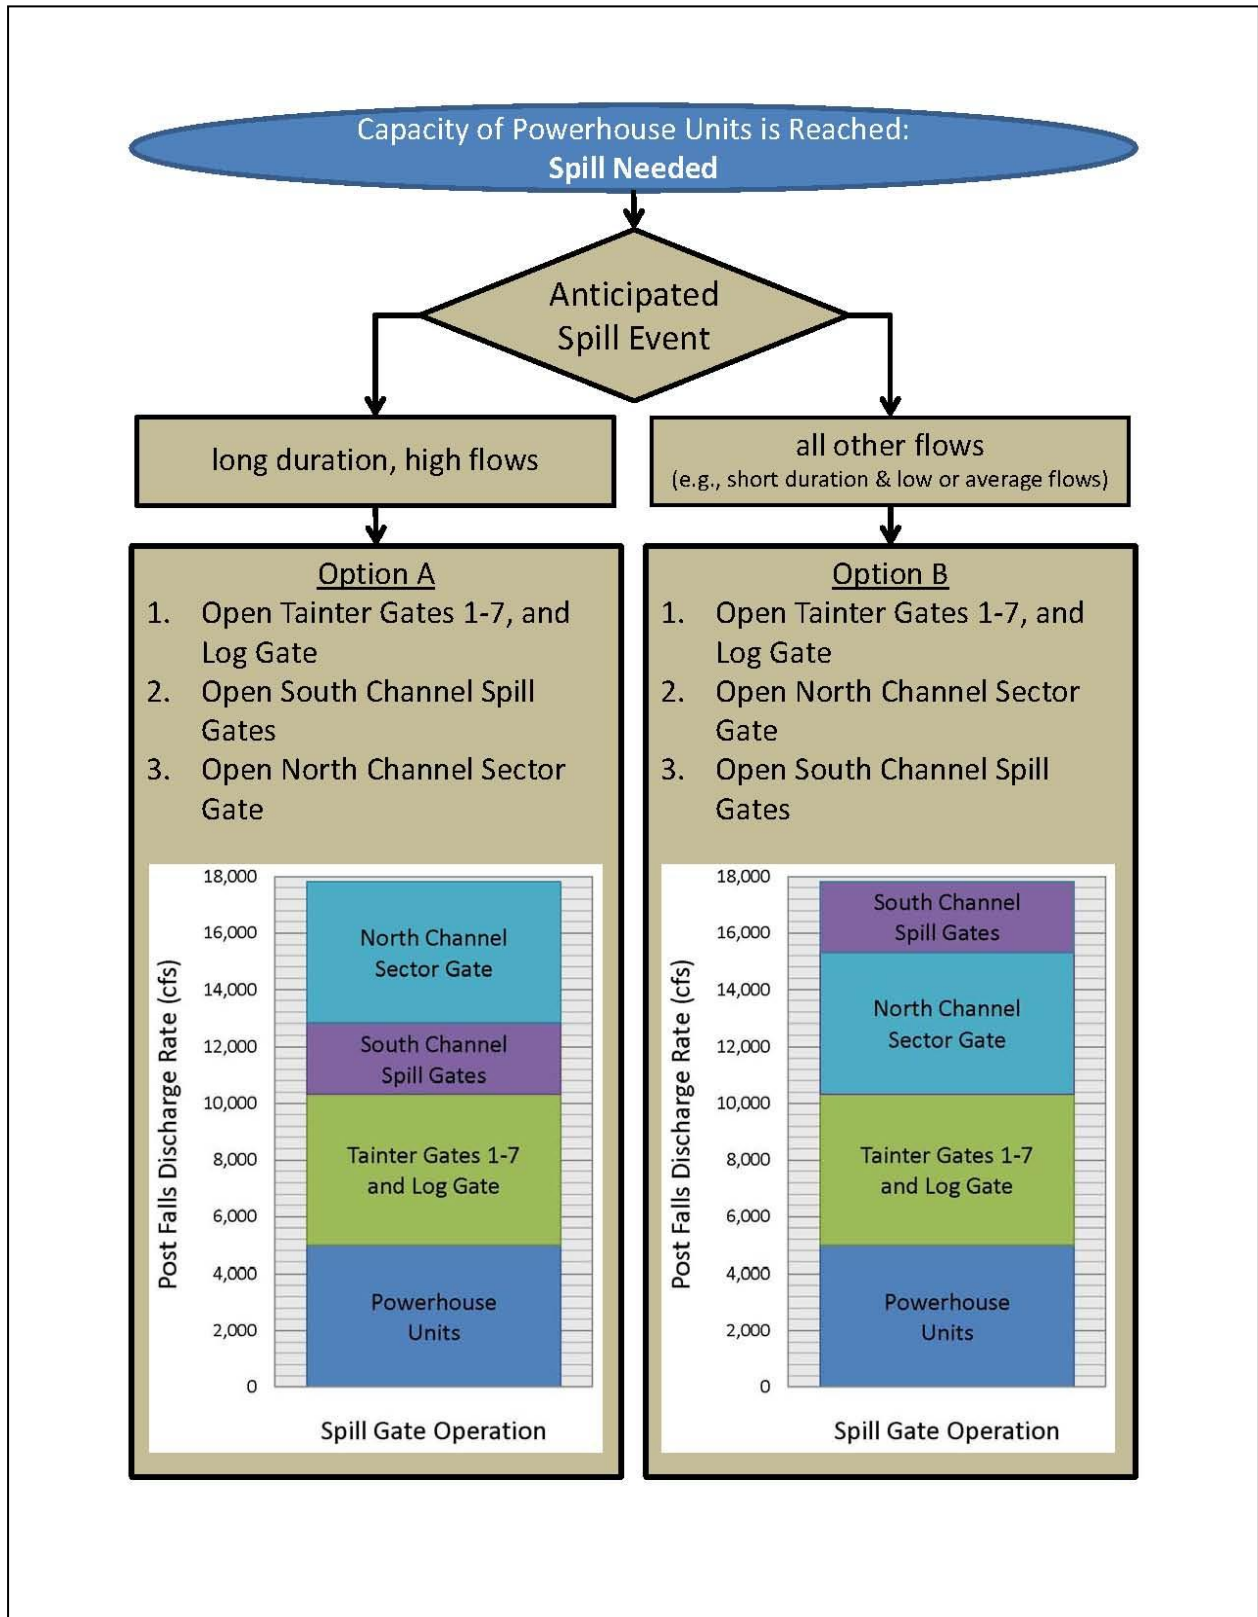 Capacity of Powerhouse Units is Reached:
Spill Needed
Anticipated
Spill Event
long duration, high flows
all other flows
(e.g., short duration & low or average flows)
Option A
1. Open Tainter Gates 1-7, and
Log Gate
2. Open South Channel Spill
Gates
3. Open North Channel Sector
Gate
Post Falls Discharge Rate (cfs)
18,000
16,000
14,000
12,000
10,000
8,000
6,000
4,000
2,000
0
North Channel
Sector Gate
South Channel
Spill Gates
Tainter Gates 1-7
and Log Gate
Powerhouse
Units
Spill Gate Operation
Option B
1. Open Tainter Gates 1-7, and
Log Gate
2. Open North Channel Sector
Gate
3. Open South Channel Spill
Gates
Post Falls Discharge Rate (cfs)
18,000
16,000
14,000
12,000
10,000
8,000
6,000
4,000
2,000
0
South Channel
Spill Gates
North Channel
Sector Gate
Tainter Gates 1-7
and Log Gate
Powerhouse
Units
Spill Gate Operation